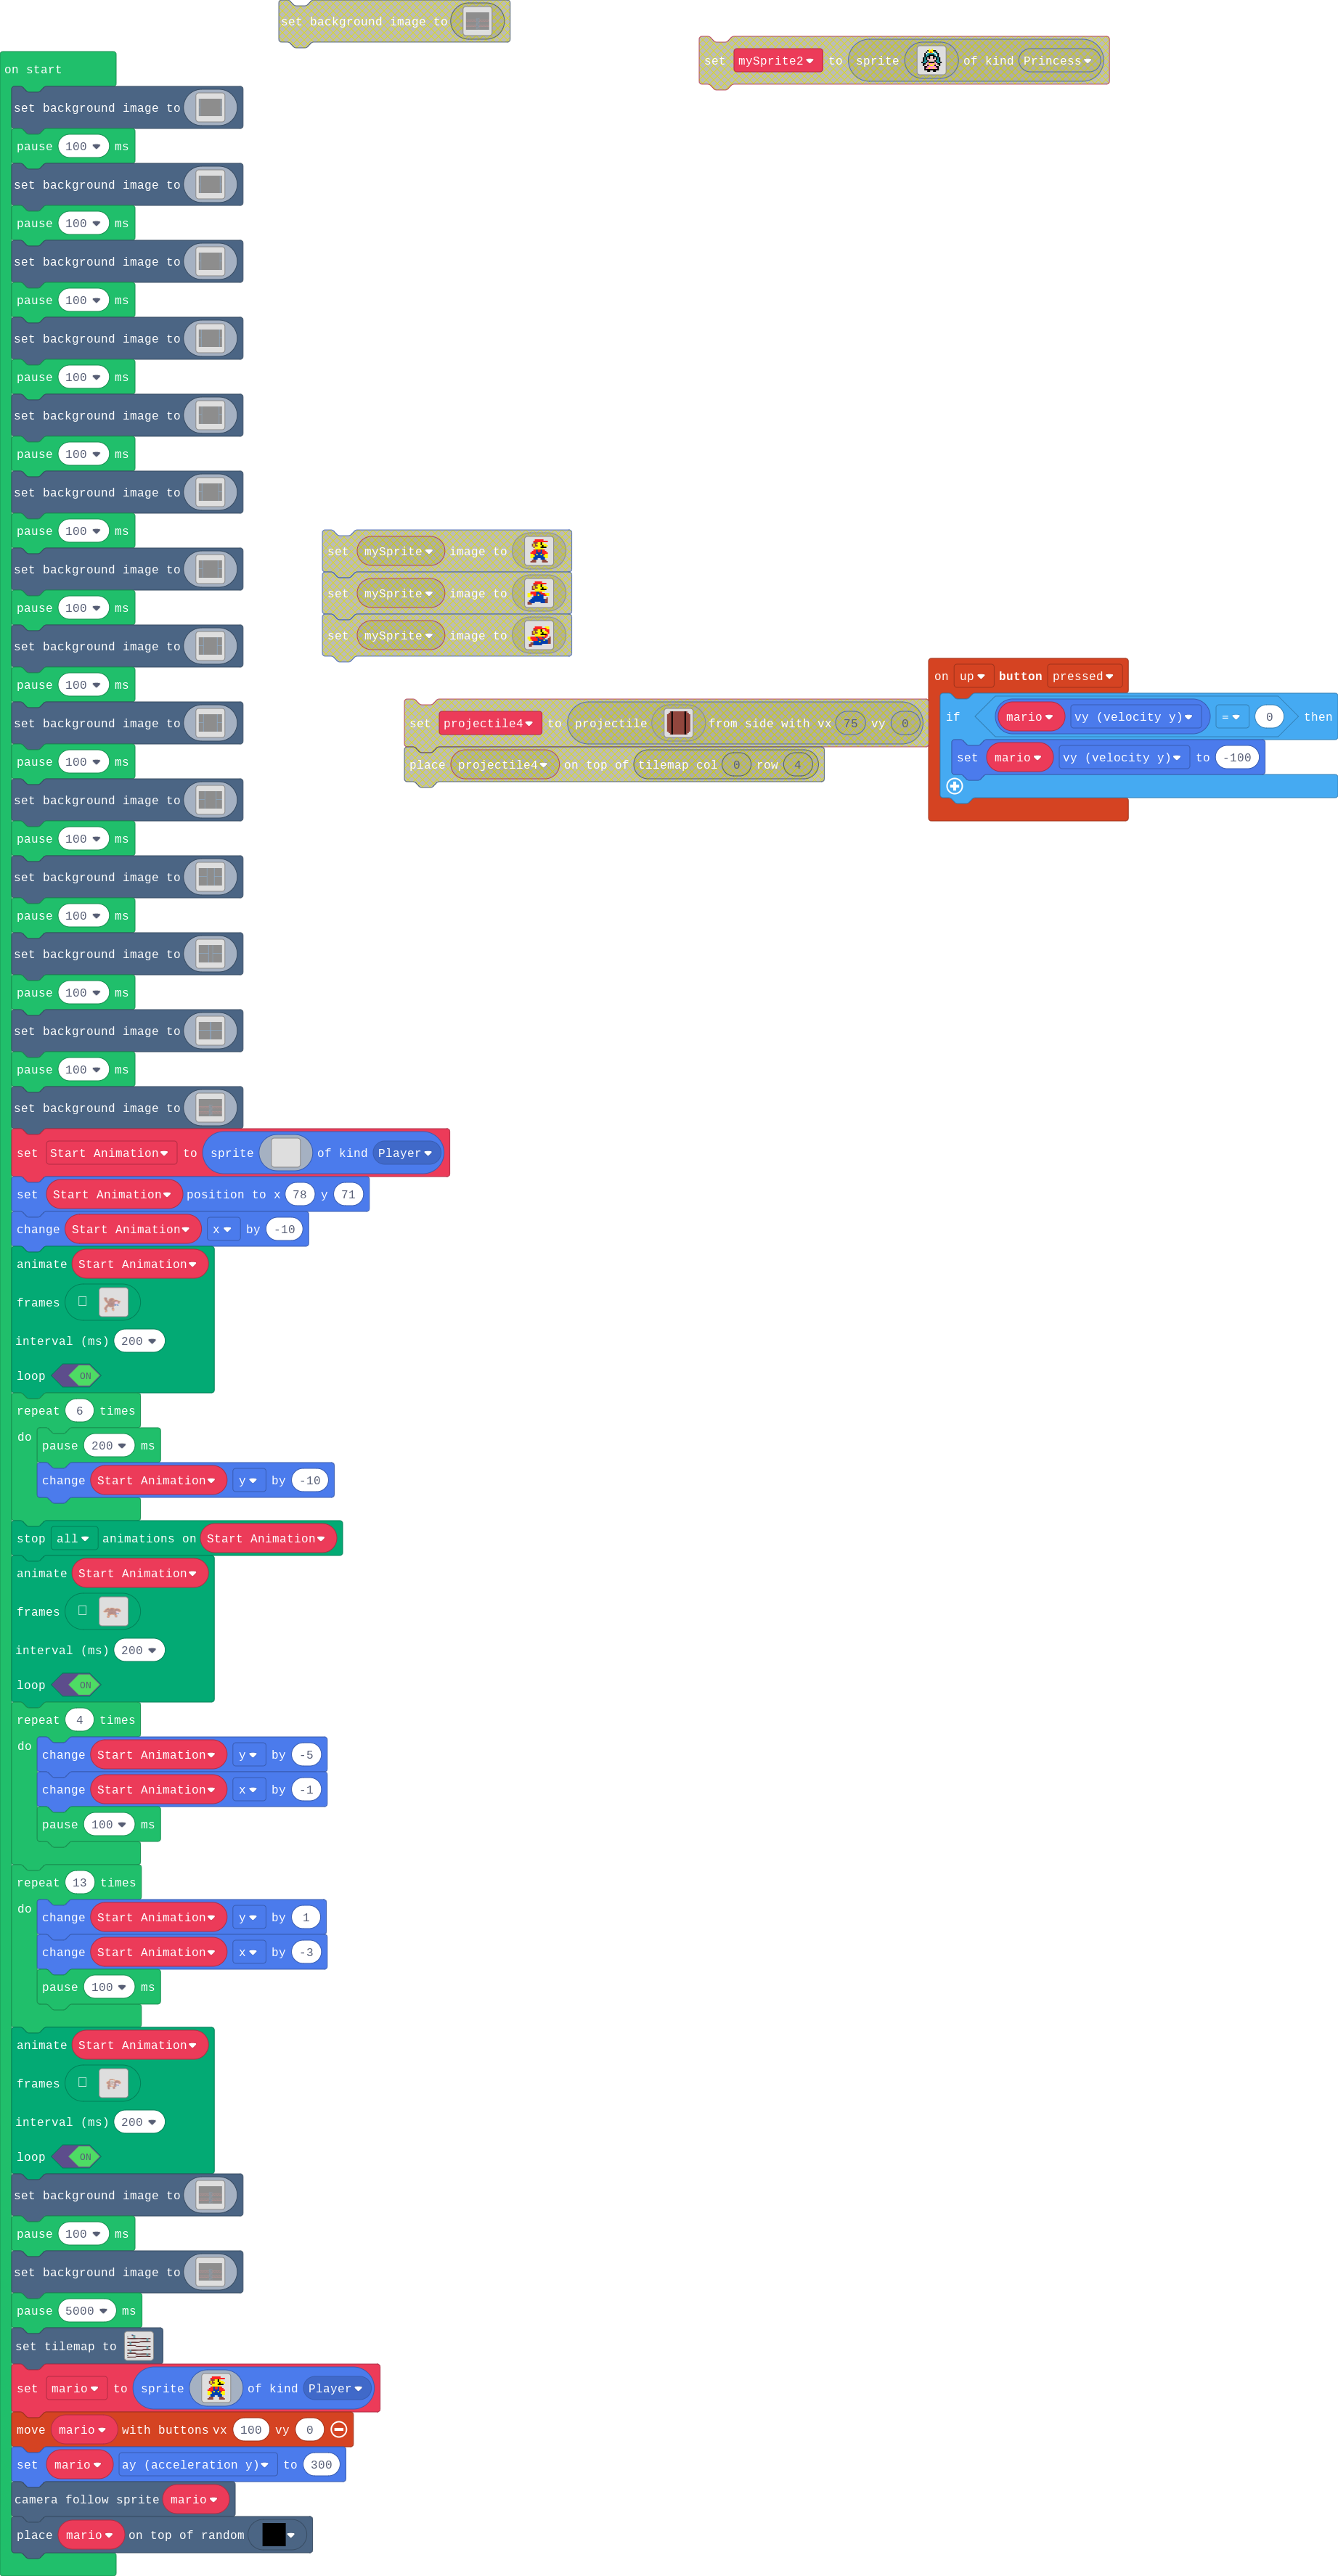 set background image to
set mySprite2 to sprite of kind Princess
on start
set background image to
pause 100 ms
set background image to
pause 100 ms
set background image to
pause 100 ms
set background image to
pause 100 ms
set background image to
pause 100 ms
set background image to
pause 100 ms
set background image to
pause 100 ms
set background image to
pause 100 ms
set background image to
pause 100 ms
set background image to
pause 100 ms
set background image to
pause 100 ms
set background image to
pause 100 ms
set background image to
pause 100 ms
set background image to
set Start Animation to sprite of kind Player
set Start Animation position to x 78 y 71
change Start Animation x by -10
animate Start Animation
frames
interval (ms) 200
loop ON
repeat 6 times
do
pause 200 ms
change Start Animation y by -10
stop all animations on Start Animation
animate Start Animation
frames
interval (ms) 200
loop ON
repeat 4 times
do
change Start Animation y by -5
change Start Animation x by -1
pause 100 ms
repeat 13 times
do
change Start Animation y by 1
change Start Animation x by -3
pause 100 ms
animate Start Animation
frames
interval (ms) 200
loop ON
set background image to
pause 100 ms
set background image to
pause 5000 ms
set tilemap to
set mario to sprite of kind Player
move mario with buttons vx 100 vy 0
set mario ay (acceleration y) to 300
camera follow sprite mario
place mario on top of random
set mySprite image to
set mySprite image to
set mySprite image to
set projectile4 to projectile from side with vx 75 vy 0
place projectile4 on top of tilemap col 0 row 4
on up button pressed
if mario vy (velocity y) = 0 then
set mario vy (velocity y) to -100